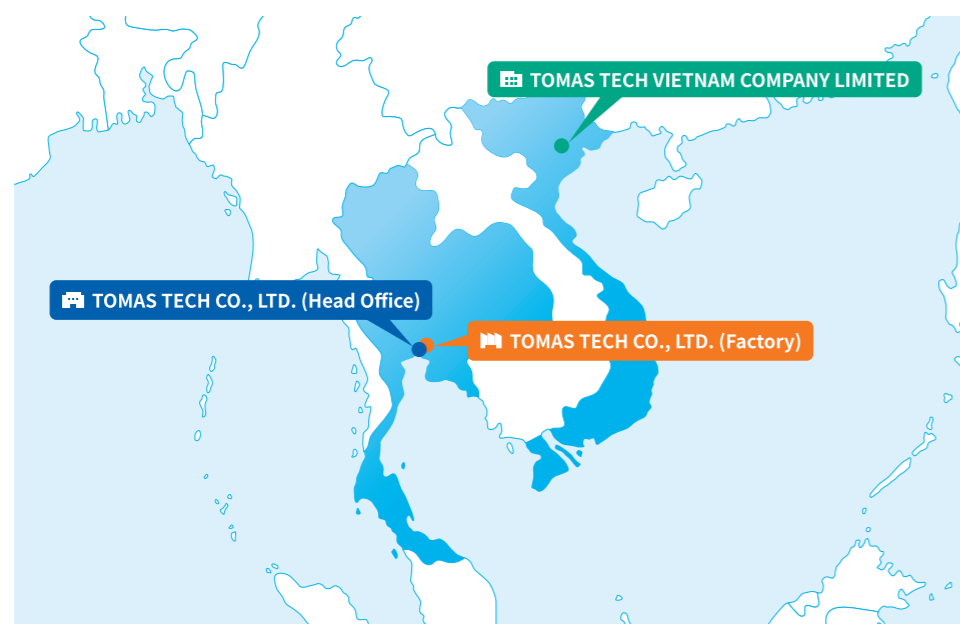 TOMAS TECH VIETNAM COMPANY LIMITED
TOMAS TECH CO., LTD. (Head Office)
TOMAS TECH CO., LTD. (Factory)